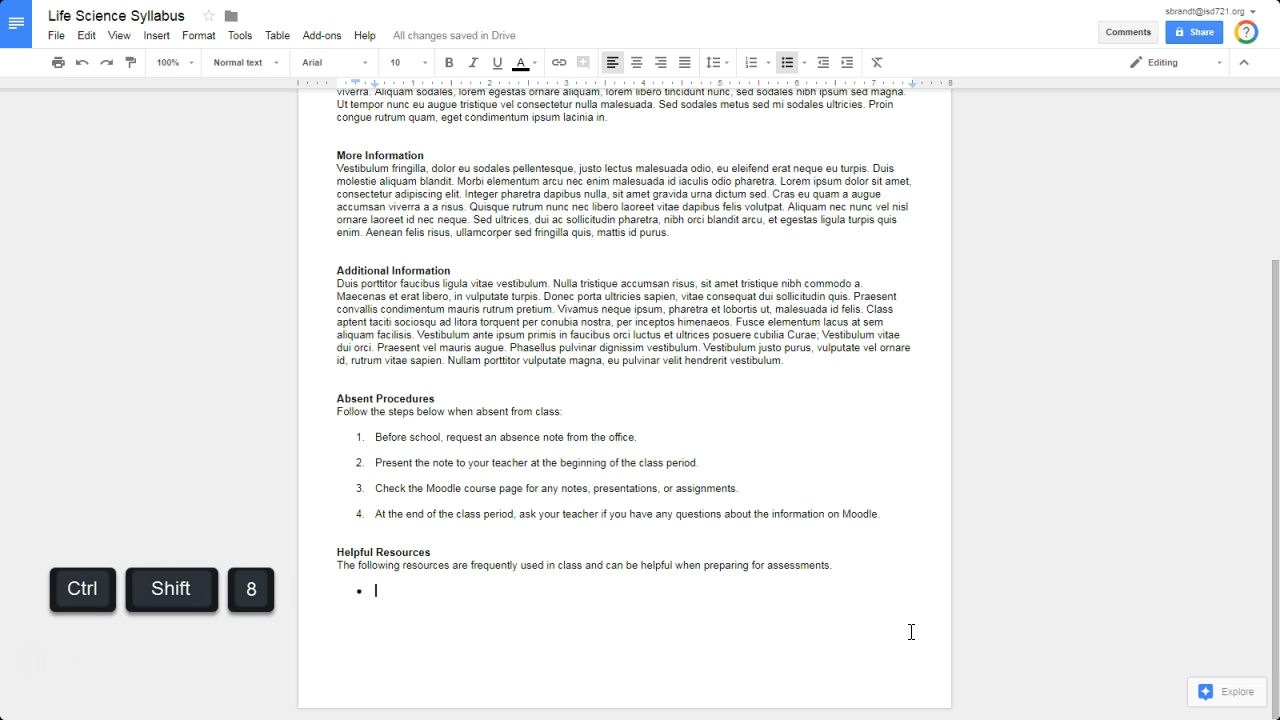 Life Science Syllabus
sbrandt@isd721.org
File Edit View Insert Format Tools Table Add-ons Help All changes saved in Drive
Comments Share
100% Normal text Arial 10 B I U A Editing
8
viverra. Aliquam sodales, lorem egestas ornare aliquam, lorem libero tincidunt nunc, sed sodales nibh ipsum sed magna.
Ut tempor nunc eu augue tristique vel consectetur nulla malesuada. Sed sodales metus sed mi sodales ultricies. Proin
congue rutrum quam, eget condimentum ipsum lacinia in.
More Information
Vestibulum fringilla, dolor eu sodales pellentesque, justo lectus malesuada odio, eu eleifend erat neque eu turpis. Duis
molestie aliquam blandit. Morbi elementum arcu nec enim malesuada id iaculis odio pharetra. Lorem ipsum dolor sit amet,
consectetur adipiscing elit. Integer pharetra dapibus nulla, sit amet gravida urna dictum sed. Cras eu quam a augue
accumsan viverra a a risus. Quisque rutrum nunc nec libero laoreet vitae dapibus felis volutpat. Aliquam nec nunc vel nisl
ornare laoreet id nec neque. Sed ultrices, dui ac sollicitudin pharetra, nibh orci blandit arcu, et egestas ligula turpis quis
enim. Aenean felis risus, ullamcorper sed fringilla quis, mattis id purus.
Additional Information
Duis porttitor faucibus ligula vitae vestibulum. Nulla tristique accumsan risus, sit amet tristique nibh commodo a.
Maecenas et erat libero, in vulputate turpis. Donec porta ultricies sapien, vitae consequat dui sollicitudin quis. Praesent
convallis condimentum mauris rutrum pretium. Vivamus neque ipsum, pharetra et lobortis ut, malesuada id felis. Class
aptent taciti sociosqu ad litora torquent per conubia nostra, per inceptos himenaeos. Fusce elementum lacus at sem
aliquam facilisis. Vestibulum ante ipsum primis in faucibus orci luctus et ultrices posuere cubilia Curae; Vestibulum vitae
dui orci. Praesent vel mauris augue. Phasellus pulvinar dignissim vestibulum. Vestibulum justo purus, vulputate vel ornare
id, rutrum vitae sapien. Nullam porttitor vulputate magna, eu pulvinar velit hendrerit vestibulum.
Absent Procedures
Follow the steps below when absent from class:
1. Before school, request an absence note from the office.
2. Present the note to your teacher at the beginning of the class period.
3. Check the Moodle course page for any notes, presentations, or assignments.
4. At the end of the class period, ask your teacher if you have any questions about the information on Moodle.
Helpful Resources
The following resources are frequently used in class and can be helpful when preparing for assessments.
Ctrl Shift 8
Explore